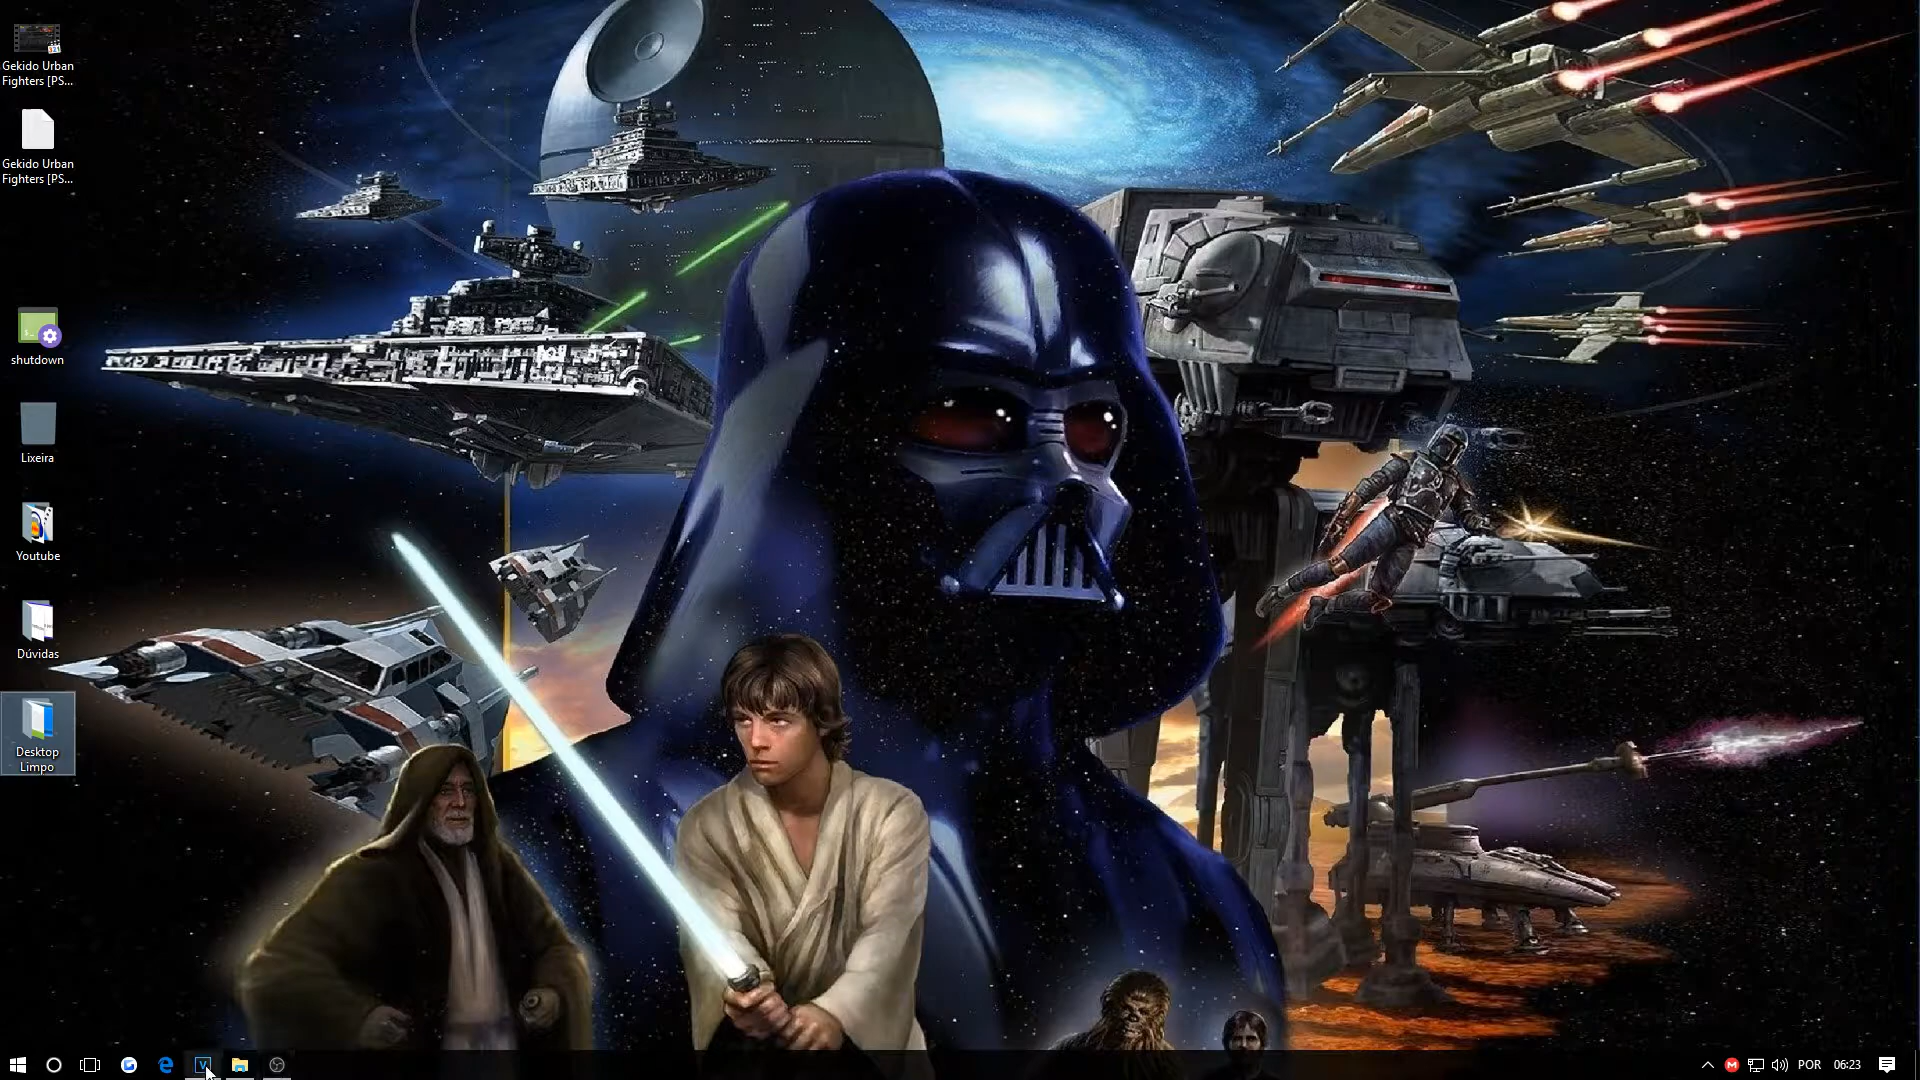 Gekido Urban
Fighters [PS...
Gekido Urban
Fighters [PS...
shutdown
Lixeira
Youtube
Dúvidas
Desktop
Limpo
V
POR
06:23